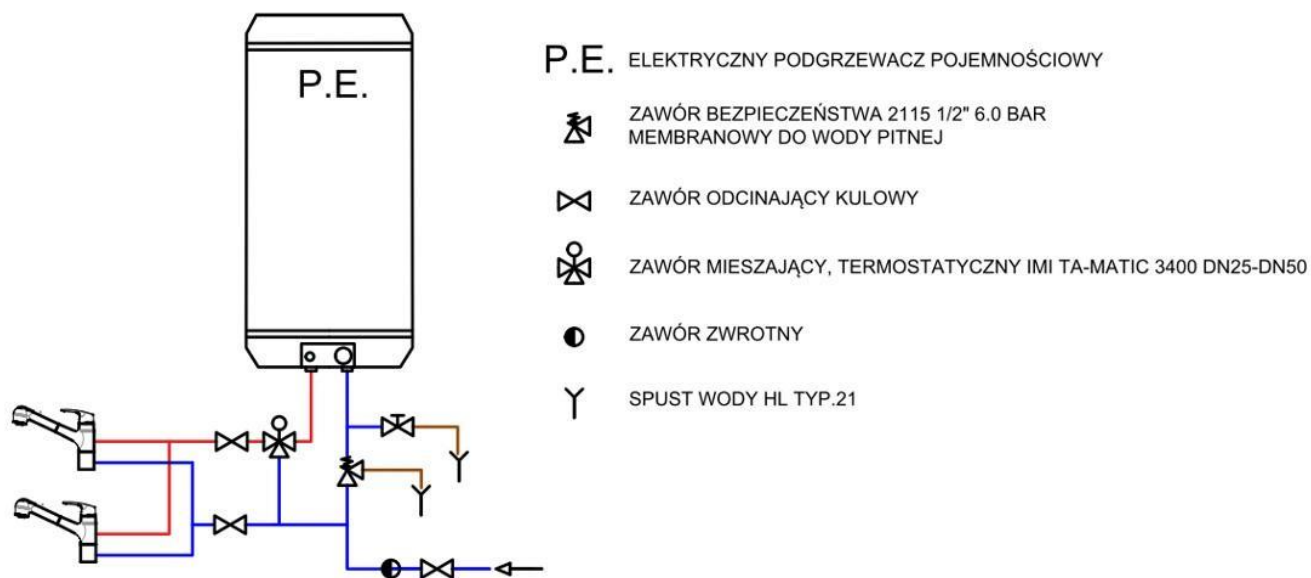 P.E.
P.E. ELEKTRYCZNY PODGRZEWACZ POJEMNOŚCIOWY
ZAWÓR BEZPIECZEŃSTWA 2115 1/2" 6.0 BAR
MEMBRANOWY DO WODY PITNEJ
ZAWÓR ODCINAJĄCY KULOWY
ZAWÓR MIESZAJĄCY, TERMOSTATYCZNY IMI TA-MATIC 3400 DN25-DN50
ZAWÓR ZWROTNY
SPUST WODY HL TYP.21